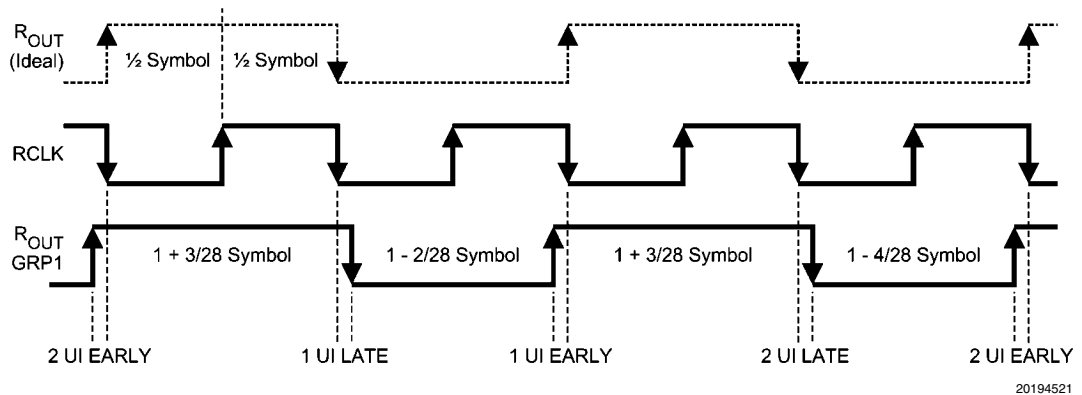 ROUT
(Ideal)
½ Symbol
½ Symbol
RCLK
ROUT
GRP1
1 + 3/28 Symbol
1 - 2/28 Symbol
1 + 3/28 Symbol
1 - 4/28 Symbol
2 UI EARLY
1 UI LATE
1 UI EARLY
2 UI LATE
2 UI EARLY
20194521